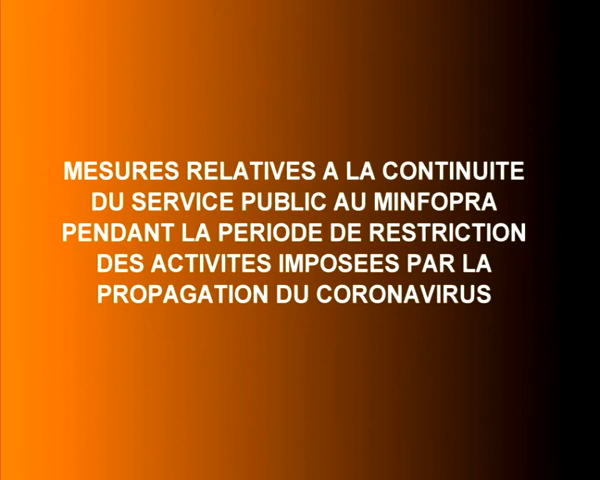 MESURES RELATIVES A LA CONTINUITE
DU SERVICE PUBLIC AU MINFOPRA
PENDANT LA PERIODE DE RESTRICTION
DES ACTIVITES IMPOSEES PAR LA
PROPAGATION DU CORONAVIRUS